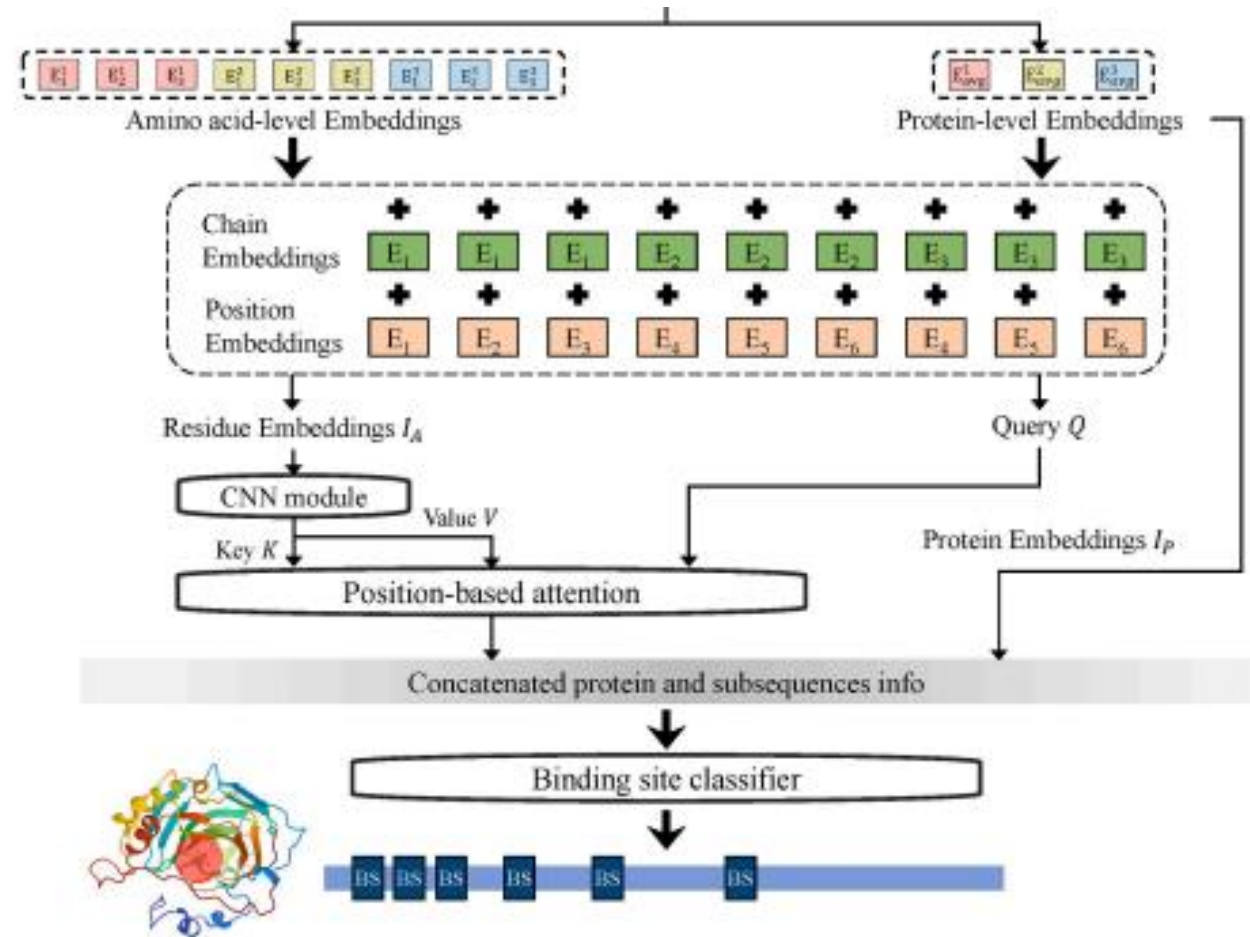 Amino acid-level Embeddings
Protein-level Embeddings
Chain
Embeddings
E₁ E₁ E₁ E₂ E₂ E₂ E₃ E₃ E₃
Position
Embeddings
E₁ E₂ E₃ E₄ E₅ E₆ E₄ E₅ E₆
Residue Embeddings I_A
Query Q
CNN module
Value V
Key K
Protein Embeddings I_P
Position-based attention
Concatenated protein and subsequences info
Binding site classifier
BS BS BS BS BS BS